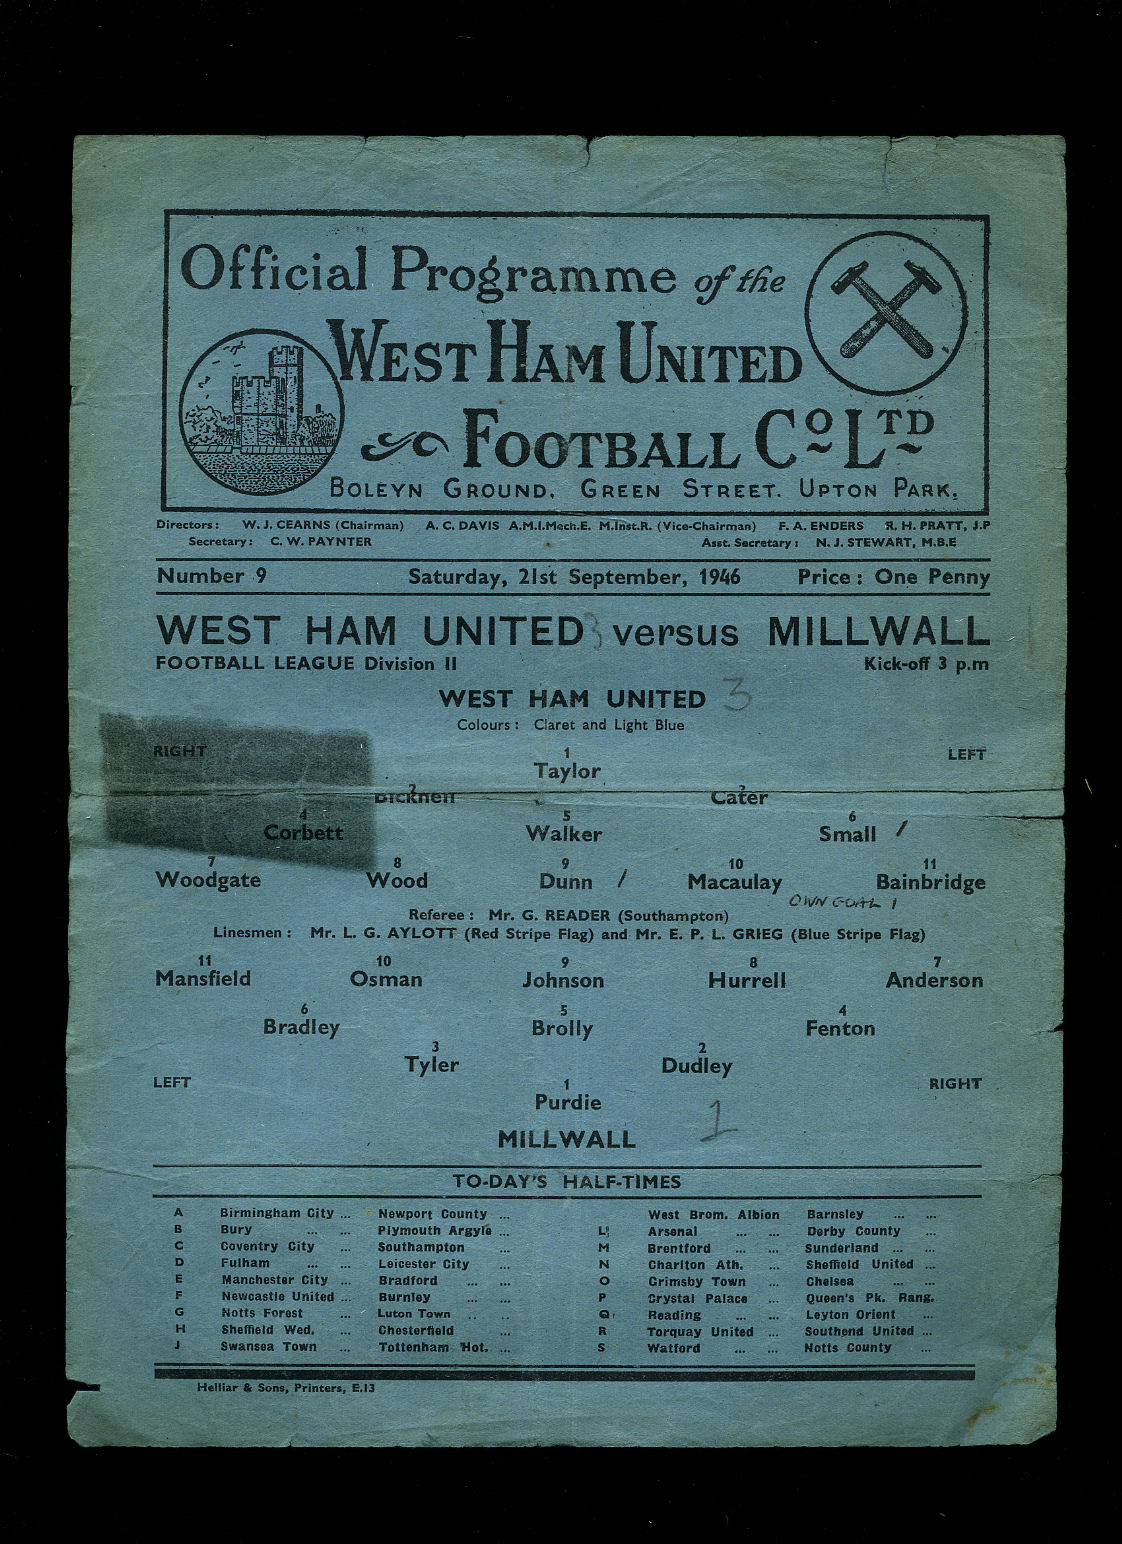 Official Programme of the
WEST HAM UNITED
FOOTBALL Co LTD
BOLEYN GROUND. GREEN STREET. UPTON PARK.
Directors: W. J. CEARNS (Chairman) A. C. DAVIS A.M.I.Mech.E. M.Inst.R. (Vice-Chairman) F. A. ENDERS R. H. PRATT, J.P
Secretary: C. W. PAYNTER Asst. Secretary: N. J. STEWART, M.B.E
Number 9 Saturday, 21st September, 1946 Price: One Penny
WEST HAM UNITED 3 versus MILLWALL 1
FOOTBALL LEAGUE Division II Kick-off 3 p.m
WEST HAM UNITED 3
Colours: Claret and Light Blue
RIGHT 1 LEFT
Taylor
2
Bicknell Cater
4 5 6
Corbett Walker Small /
7 8 9 10 11
Woodgate Wood Dunn / Macaulay Bainbridge
OWN GOAL 1
Referee: Mr. G. READER (Southampton)
Linesmen: Mr. L. G. AYLOTT (Red Stripe Flag) and Mr. E. P. L. GRIEG (Blue Stripe Flag)
11 10 9 8 7
Mansfield Osman Johnson Hurrell Anderson
6 5 4
Bradley Brolly Fenton
3 2
Tyler Dudley
LEFT 1 RIGHT
Purdie
MILLWALL 1
TO-DAY'S HALF-TIMES
A Birmingham City ... Newport County ... West Brom. Albion Barnsley ... ...
B Bury ... ... Plymouth Argyle ... L Arsenal ... ... Derby County ...
C Coventry City ... Southampton ... M Brentford ... ... Sunderland ... ...
D Fulham ... ... Leicester City ... N Charlton Ath. ... Sheffield United ...
E Manchester City ... Bradford ... ... O Grimsby Town ... Chelsea ... ...
F Newcastle United ... Burnley ... ... P Crystal Palace ... Queen's Pk. Rang.
G Notts Forest ... Luton Town .. .. Q Reading ... ... Leyton Orient ...
H Sheffield Wed. ... Chesterfield ... R Torquay United ... Southend United ...
J Swansea Town ... Tottenham Hot. ... S Watford ... ... Notts County ...
Helliar & Sons, Printers, E.13